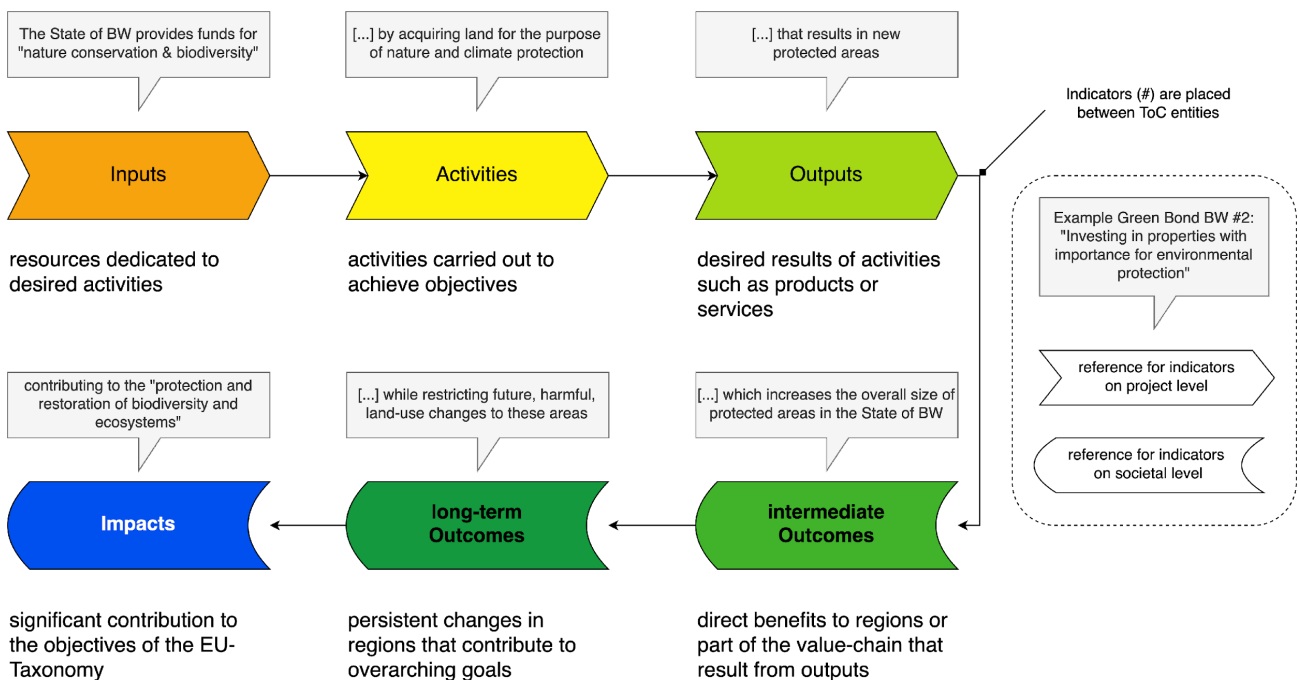 The State of BW provides funds for
"nature conservation & biodiversity"
[...] by acquiring land for the purpose
of nature and climate protection
[...] that results in new
protected areas
Indicators (#) are placed
between ToC entities
Inputs
Activities
Outputs
resources dedicated to
desired activities
activities carried out to
achieve objectives
desired results of activities
such as products or
services
Example Green Bond BW #2:
"Investing in properties with
importance for environmental
protection"
reference for indicators
on project level
reference for indicators
on societal level
contributing to the "protection and
restoration of biodiversity and
ecosystems"
[...] while restricting future, harmful,
land-use changes to these areas
[...] which increases the overall size of
protected areas in the State of BW
Impacts
long-term
Outcomes
intermediate
Outcomes
significant contribution to
the objectives of the EU-
Taxonomy
persistent changes in
regions that contribute to
overarching goals
direct benefits to regions or
part of the value-chain that
result from outputs